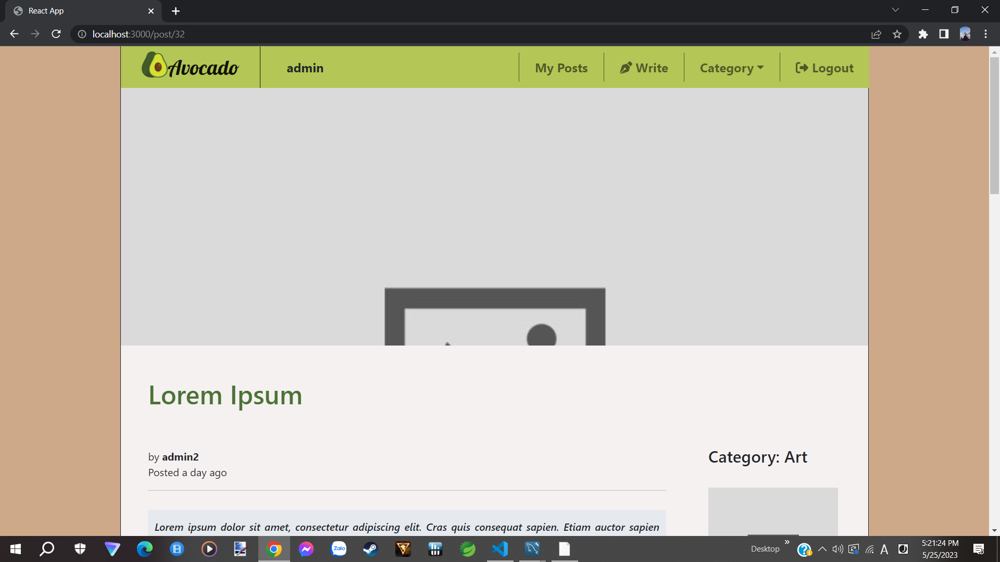 React App
localhost:3000/post/32
Avocado
admin
My Posts
Write
Category
Logout
Lorem Ipsum
by admin2
Posted a day ago
Category: Art
Lorem ipsum dolor sit amet, consectetur adipiscing elit. Cras quis consequat sapien. Etiam auctor sapien
Zalo
Desktop
A
5:21:24 PM
5/25/2023